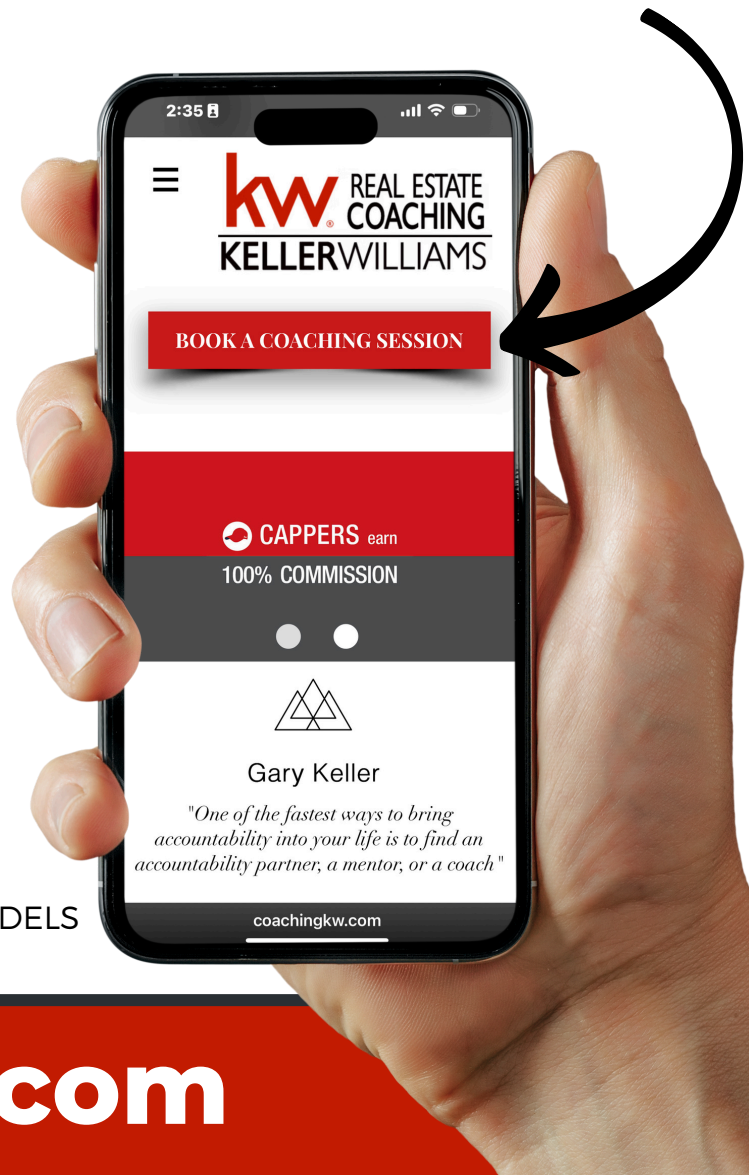 2:35
kw. REAL ESTATE
COACHING
KELLERWILLIAMS
BOOK A COACHING SESSION
CAPPERS earn
100% COMMISSION
Gary Keller
"One of the fastest ways to bring
accountability into your life is to find an
accountability partner, a mentor, or a coach"
DELS
coachingkw.com
.com